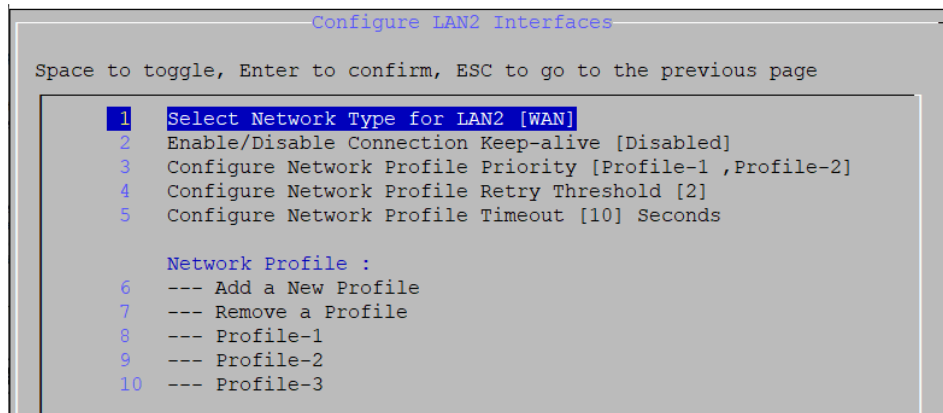 Configure LAN2 Interfaces
Space to toggle, Enter to confirm, ESC to go to the previous page
1 Select Network Type for LAN2 [WAN]
2 Enable/Disable Connection Keep-alive [Disabled]
3 Configure Network Profile Priority [Profile-1 ,Profile-2]
4 Configure Network Profile Retry Threshold [2]
5 Configure Network Profile Timeout [10] Seconds
Network Profile :
6 --- Add a New Profile
7 --- Remove a Profile
8 --- Profile-1
9 --- Profile-2
10 --- Profile-3